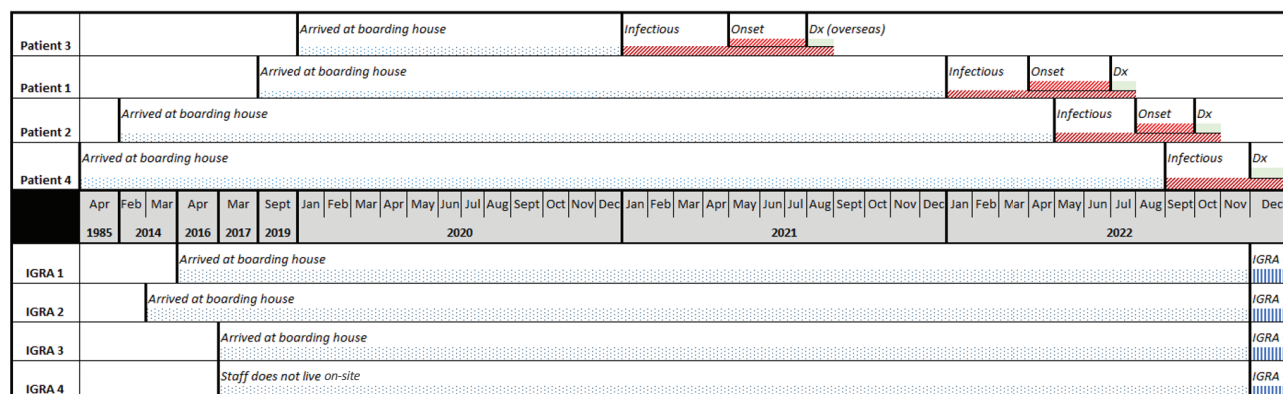 Patient 3 Arrived at boarding house Infectious Onset Dx (overseas)
Patient 1 Arrived at boarding house Infectious Onset Dx
Patient 2 Arrived at boarding house Infectious Onset Dx
Patient 4 Arrived at boarding house Infectious Dx
Apr Feb Mar Apr Mar Sept Jan Feb Mar Apr May Jun Jul Aug Sept Oct Nov Dec Jan Feb Mar Apr May Jun Jul Aug Sept Oct Nov Dec Jan Feb Mar Apr May Jun Jul Aug Sept Oct Nov Dec
1985 2014 2016 2017 2019 2020 2021 2022
IGRA 1 Arrived at boarding house IGRA
IGRA 2 Arrived at boarding house IGRA
IGRA 3 Arrived at boarding house IGRA
IGRA 4 Staff does not live on-site IGRA